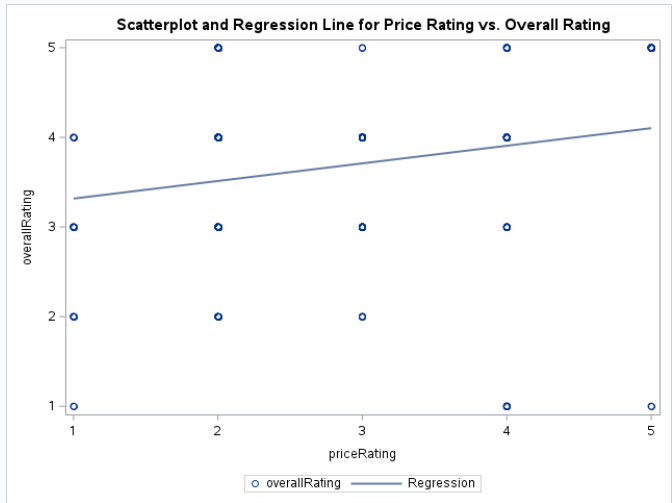 Scatterplot and Regression Line for Price Rating vs. Overall Rating
5
4
3
2
1
overallRating
1 2 3 4 5
priceRating
overallRating Regression